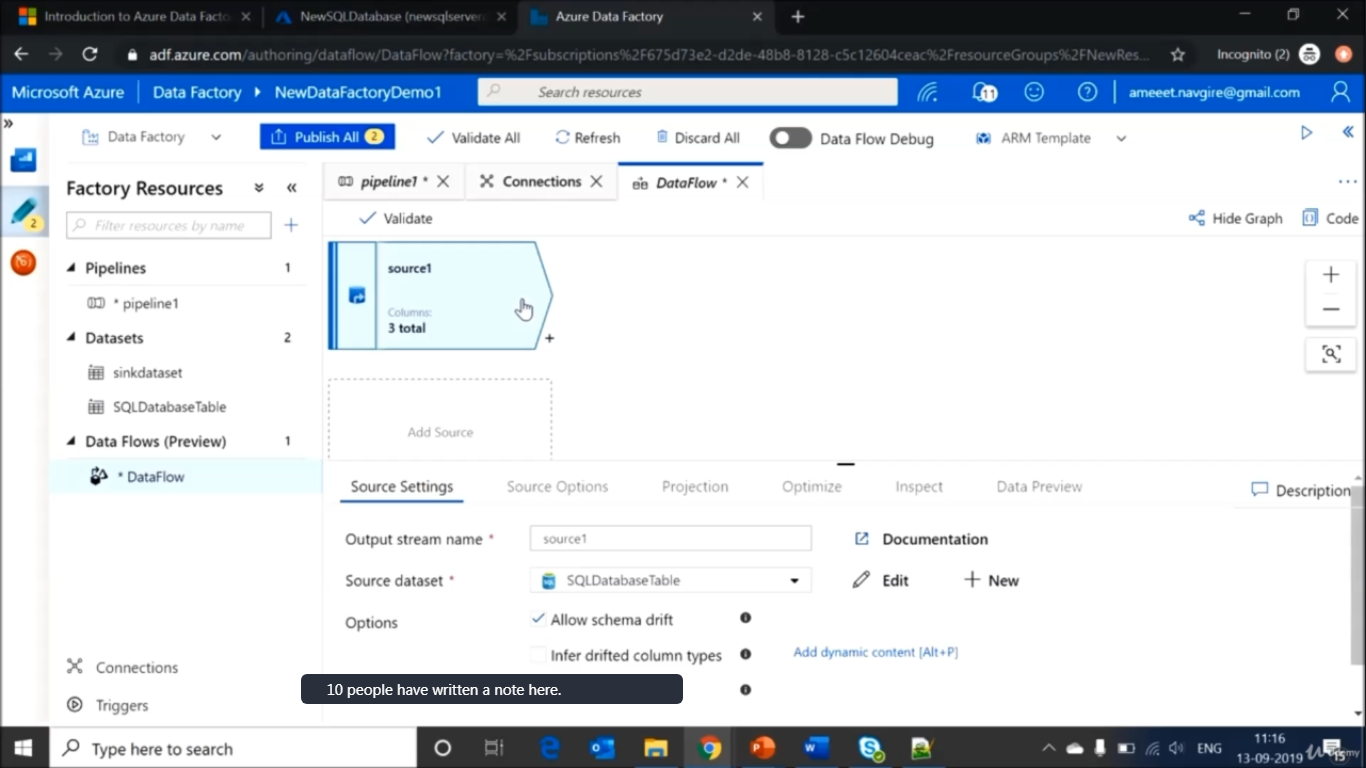 Introduction to Azure Data Facto
NewSQLDatabase (newsqlserver
Azure Data Factory
adf.azure.com/authoring/dataflow/DataFlow?factory=%2Fsubscriptions%2F675d73e2-d2de-48b8-8128-c5c12604ceac%2FresourceGroups%2FNewRes...
Incognito (2)
Microsoft Azure
Data Factory
NewDataFactoryDemo1
Search resources
11
ameeet.navgire@gmail.com
Data Factory
Publish All 2
Validate All
Refresh
Discard All
Data Flow Debug
ARM Template
2
Factory Resources
Filter resources by name
Pipelines 1
* pipeline1
Datasets 2
sinkdataset
SQLDatabaseTable
Data Flows (Preview) 1
* DataFlow
Connections
Triggers
pipeline1 *
Connections
DataFlow *
Validate
Hide Graph
Code
source1
Columns:
3 total
Add Source
Source Settings
Source Options
Projection
Optimize
Inspect
Data Preview
Description
Output stream name *
source1
Documentation
Source dataset *
SQLDatabaseTable
Edit
New
Options
Allow schema drift
Infer drifted column types
Add dynamic content [Alt+P]
10 people have written a note here.
Type here to search
ENG
11:16
13-09-2019
15